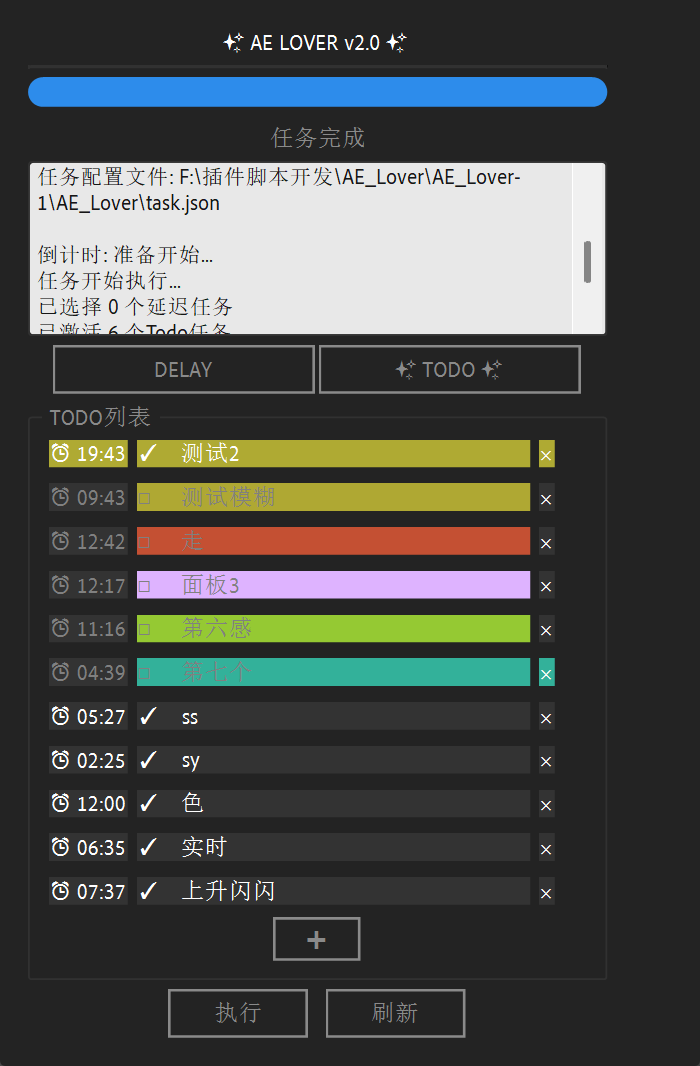 AE LOVER v2.0
任务完成
任务配置文件: F:\插件脚本开发\AE_Lover\AE_Lover-
1\AE_Lover\task.json
倒计时: 准备开始...
任务开始执行...
已选择 0 个延迟任务
已激活 6 个Todo任务
DELAY
TODO
TODO列表
19:43 ✓ 测试2 ×
09:43 □ 测试模糊 ×
12:42 □ 走 ×
12:17 □ 面板3 ×
11:16 □ 第六感 ×
04:39 □ 第七个 ×
05:27 ✓ ss ×
02:25 ✓ sy ×
12:00 ✓ 色 ×
06:35 ✓ 实时 ×
07:37 ✓ 上升闪闪 ×
+
执行
刷新